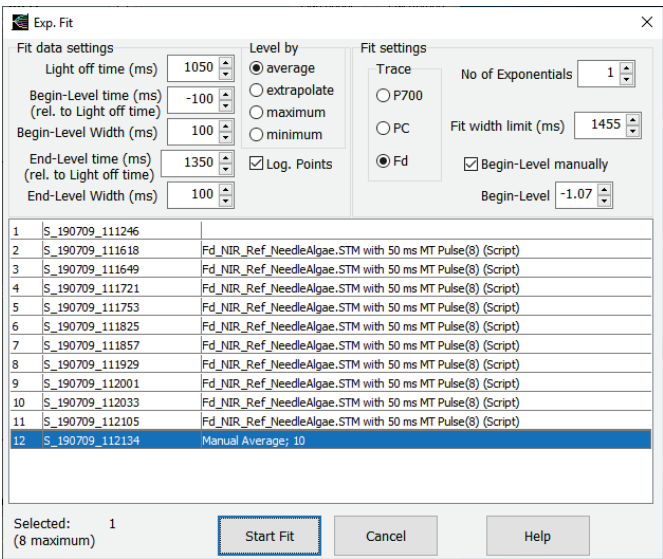 Exp. Fit
Fit data settings
Light off time (ms) 1050
Begin-Level time (ms) -100
(rel. to Light off time)
Begin-Level Width (ms) 100
End-Level time (ms) 1350
(rel. to Light off time)
End-Level Width (ms) 100
Level by
average
extrapolate
maximum
minimum
Log. Points
Fit settings
Trace
P700
PC
Fd
No of Exponentials 1
Fit width limit (ms) 1455
Begin-Level manually
Begin-Level -1.07
1 S_190709_111246
2 S_190709_111618 Fd_NIR_Ref_NeedleAlgae.STM with 50 ms MT Pulse(8) (Script)
3 S_190709_111649 Fd_NIR_Ref_NeedleAlgae.STM with 50 ms MT Pulse(8) (Script)
4 S_190709_111721 Fd_NIR_Ref_NeedleAlgae.STM with 50 ms MT Pulse(8) (Script)
5 S_190709_111753 Fd_NIR_Ref_NeedleAlgae.STM with 50 ms MT Pulse(8) (Script)
6 S_190709_111825 Fd_NIR_Ref_NeedleAlgae.STM with 50 ms MT Pulse(8) (Script)
7 S_190709_111857 Fd_NIR_Ref_NeedleAlgae.STM with 50 ms MT Pulse(8) (Script)
8 S_190709_111929 Fd_NIR_Ref_NeedleAlgae.STM with 50 ms MT Pulse(8) (Script)
9 S_190709_112001 Fd_NIR_Ref_NeedleAlgae.STM with 50 ms MT Pulse(8) (Script)
10 S_190709_112033 Fd_NIR_Ref_NeedleAlgae.STM with 50 ms MT Pulse(8) (Script)
11 S_190709_112105 Fd_NIR_Ref_NeedleAlgae.STM with 50 ms MT Pulse(8) (Script)
12 S_190709_112134 Manual Average; 10
Selected: 1
(8 maximum)
Start Fit
Cancel
Help